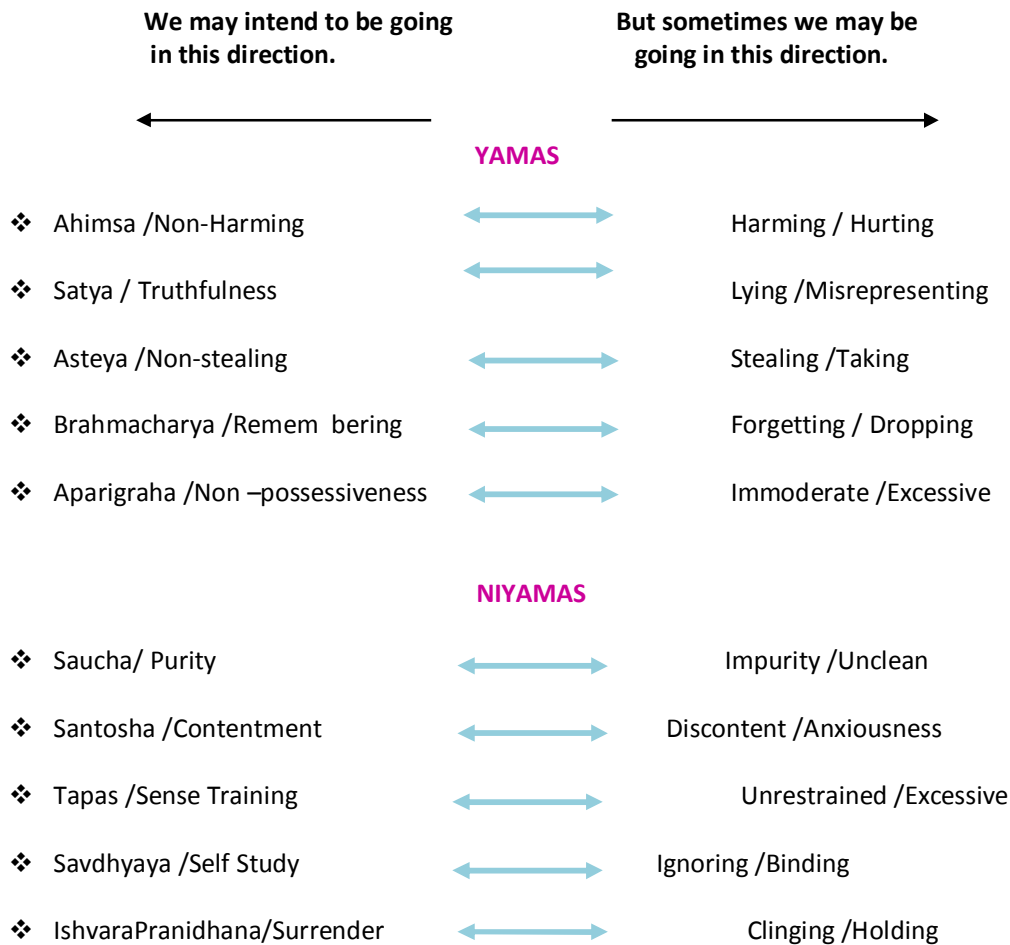 We may intend to be going But sometimes we may be
in this direction. going in this direction.
YAMAS
❖ Ahimsa /Non-Harming Harming / Hurting
❖ Satya / Truthfulness Lying /Misrepresenting
❖ Asteya /Non-stealing Stealing /Taking
❖ Brahmacharya /Remem bering Forgetting / Dropping
❖ Aparigraha /Non –possessiveness Immoderate /Excessive
NIYAMAS
❖ Saucha/ Purity Impurity /Unclean
❖ Santosha /Contentment Discontent /Anxiousness
❖ Tapas /Sense Training Unrestrained /Excessive
❖ Savdhyaya /Self Study Ignoring /Binding
❖ IshvaraPranidhana/Surrender Clinging /Holding